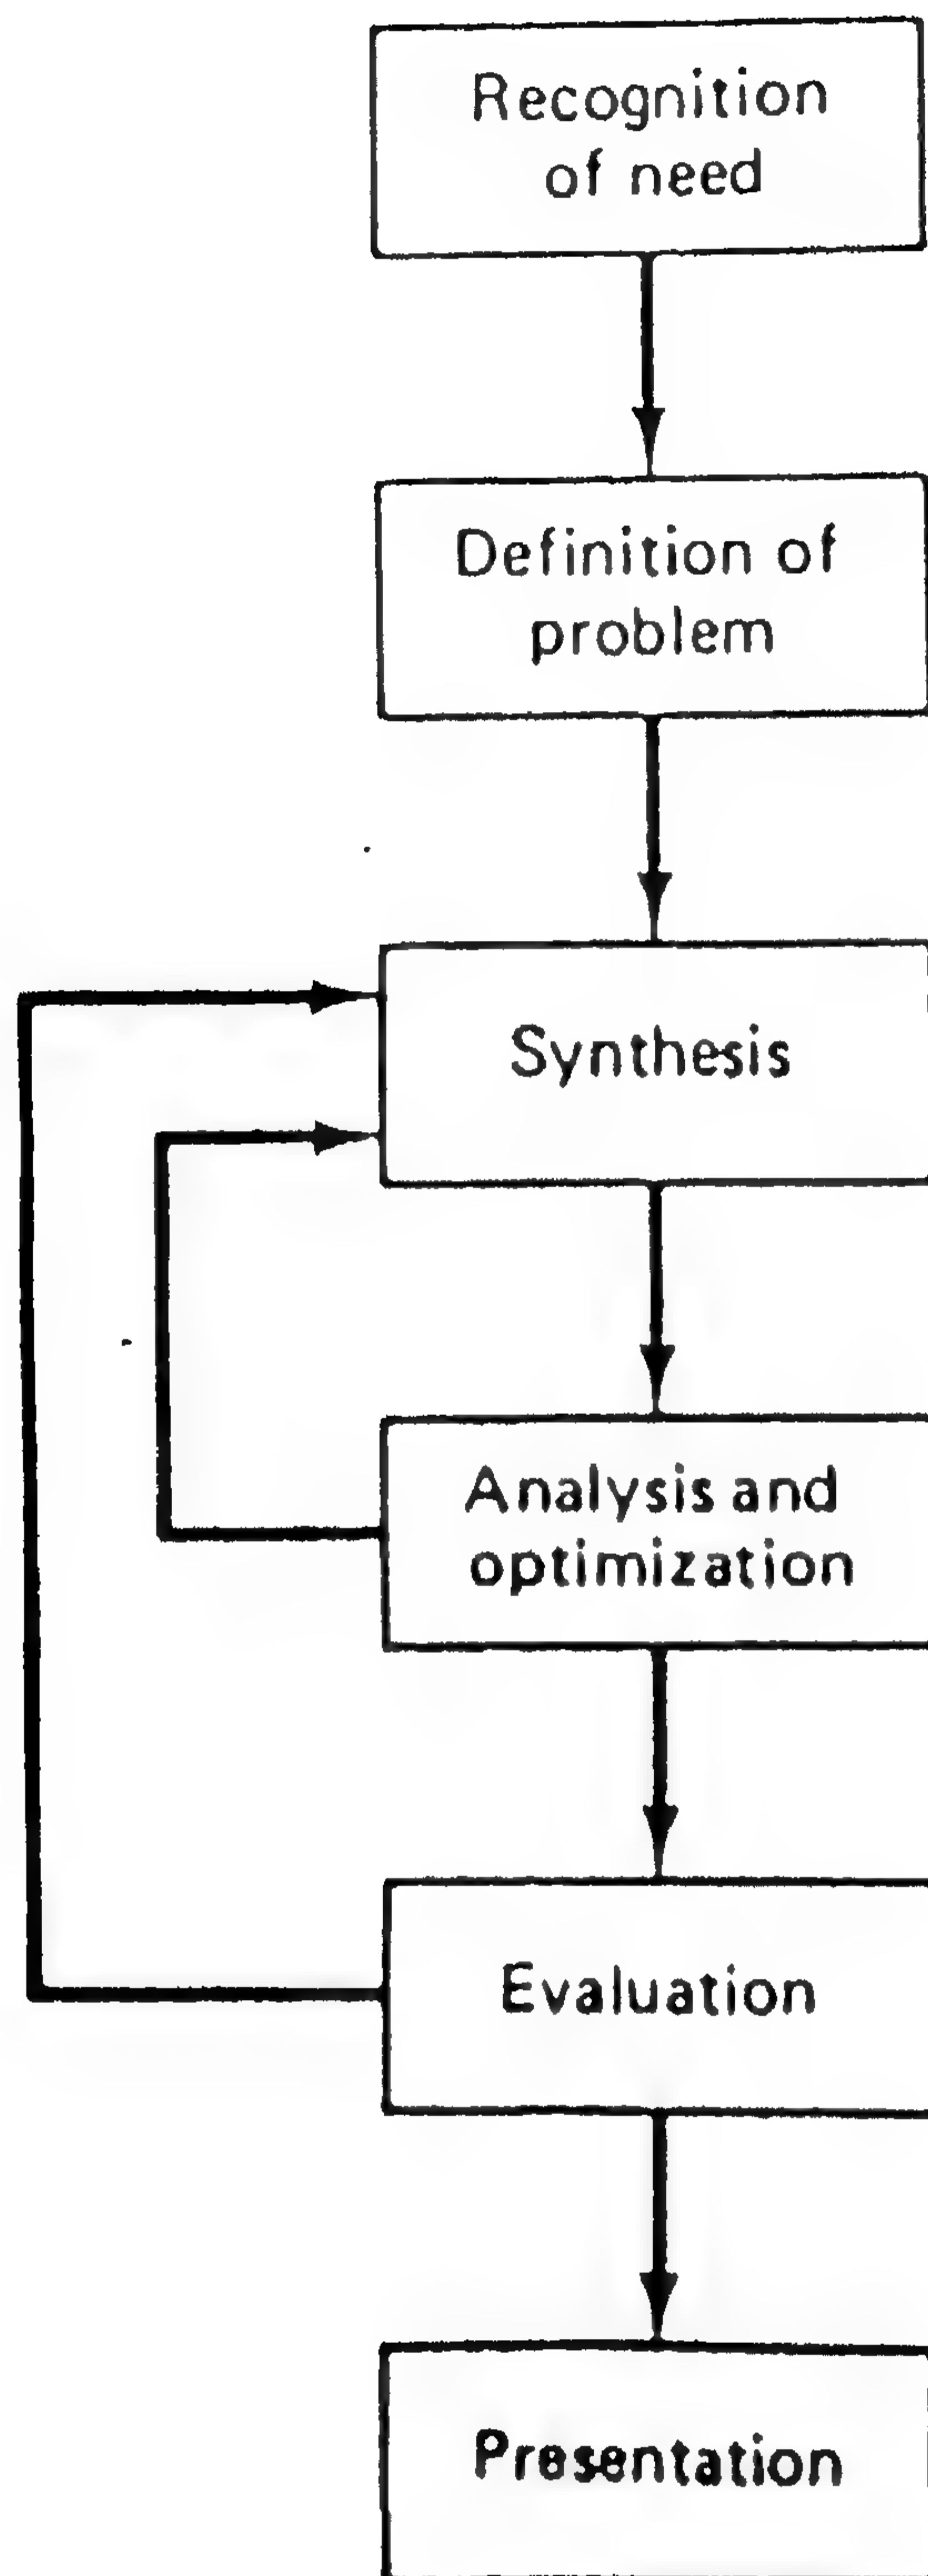 Recognition
of need
Definition of
problem
Synthesis
Analysis and
optimization
Evaluation
Presentation